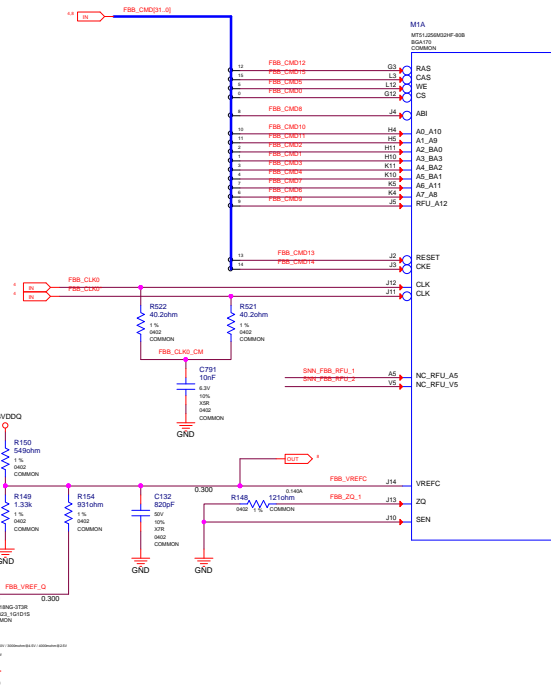 FBB_CMD[31..0]
IN
M1A
MT51J256M32HF-80B
BGA170
COMMON
12 FBB_CMD12 G3 RAS
15 FBB_CMD15 L3 CAS
5 FBB_CMD5 L12 WE
0 FBB_CMD0 G12 CS
8 FBB_CMD8 J4 ABI
10 FBB_CMD10 H4 A0_A10
11 FBB_CMD11 H5 A1_A9
2 FBB_CMD2 H11 A2_BA0
1 FBB_CMD1 H10 A3_BA3
3 FBB_CMD3 K11 A4_BA2
4 FBB_CMD4 K10 A5_BA1
7 FBB_CMD7 K5 A6_A11
6 FBB_CMD6 K4 A7_A8
9 FBB_CMD9 J5 RFU_A12
13 FBB_CMD13 J2 RESET
14 FBB_CMD14 J3 CKE
IN FBB_CLK0 J12 CLK
IN FBB_CLK0 J11 CLK
R522
40.2ohm
1 %
0402
COMMON
R521
40.2ohm
1 %
0402
COMMON
FBB_CLK0_CM
C791
10nF
6.3V
10%
X5R
0402
COMMON
GND
SNN_FBB_RFU_1 A5 NC_RFU_A5
SNN_FBB_RFU_2 V5 NC_RFU_V5
VDDQ
R150
549ohm
1 %
0402
COMMON
OUT
FBB_VREFC J14 VREFC
0.300
0.140A
R149
1.33k
1 %
0402
COMMON
R154
931ohm
1 %
0402
COMMON
C132
820pF
50V
10%
X7R
0402
COMMON
R148 121ohm
0402 1 % COMMON
FBB_ZQ_1 J13 ZQ
J10 SEN
GND
GND
GND
FBB_VREF_Q
0.300
18NG-3T3R
23_1G1D1S
MON